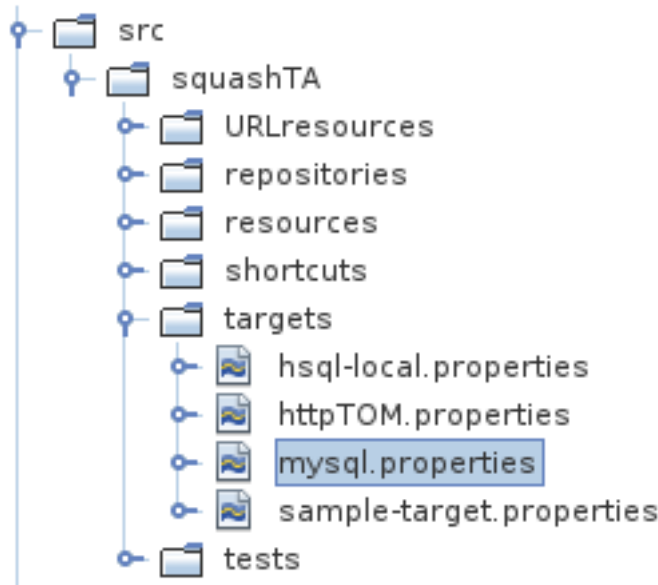 src
squashTA
URLresources
repositories
resources
shortcuts
targets
hsql-local.properties
httpTOM.properties
mysql.properties
sample-target.properties
tests